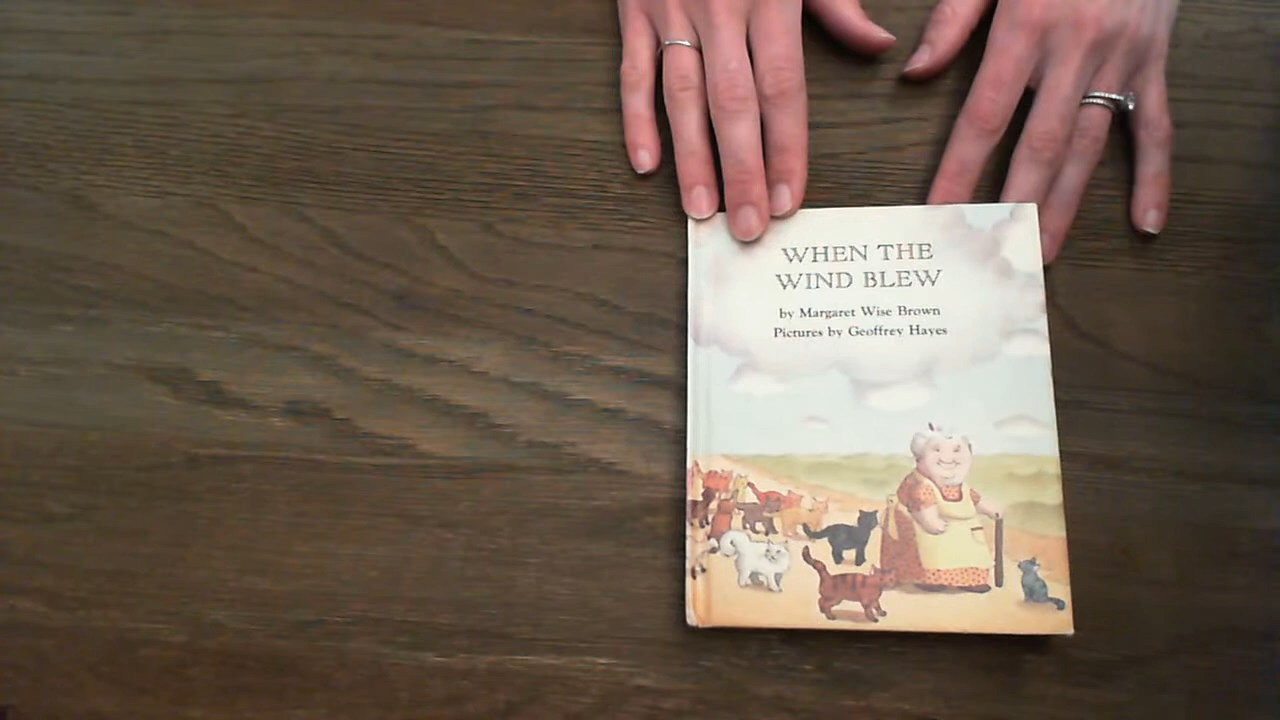 WHEN THE
WIND BLEW
by Margaret Wise Brown
Pictures by Geoffrey Hayes